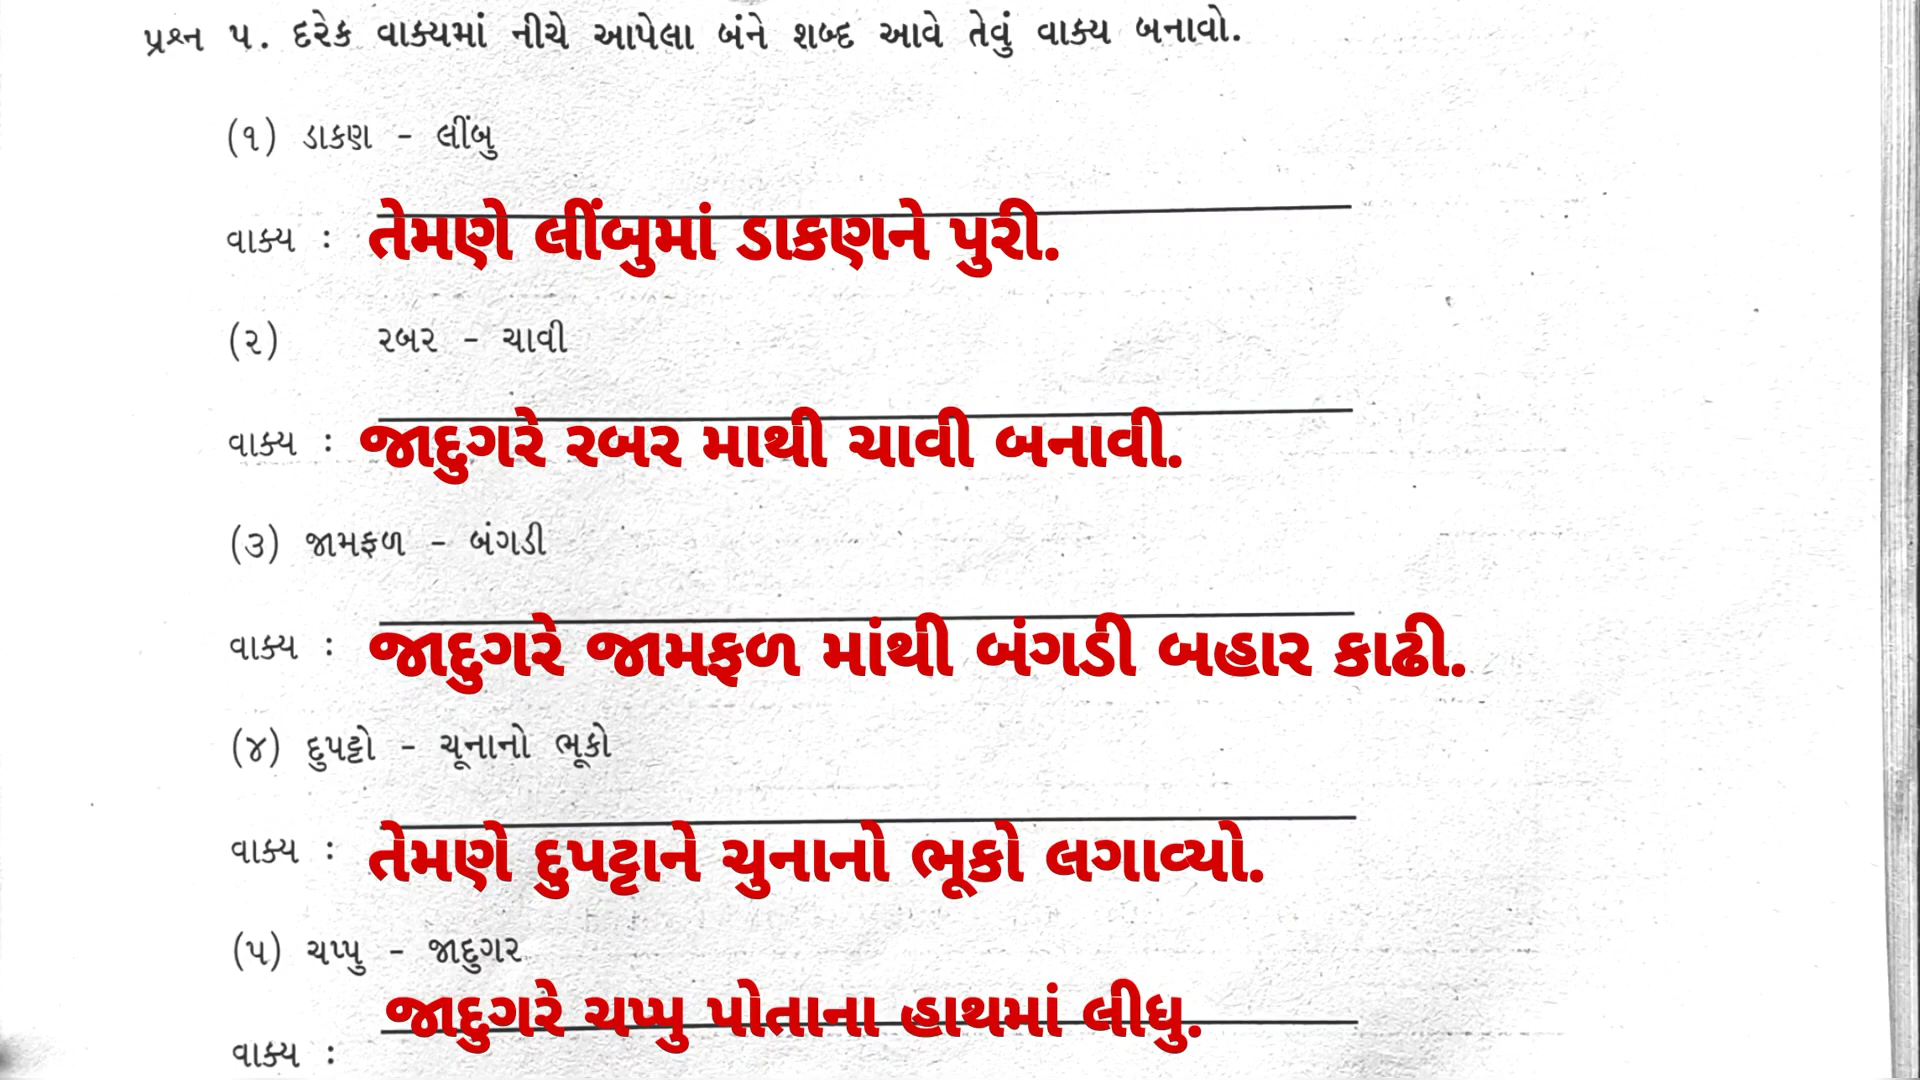 પ્રશ્ન ૫. દરેક વાક્યમાં નીચે આપેલા બંને શબ્દ આવે તેવું વાક્ય બનાવો.
(૧) ડાકણ - લીંબુ
વાક્ય : તેમણે લીંબુમાં ડાકણને પુરી.
(૨) રબર - ચાવી
વાક્ય : જાદુગરે રબર માથી ચાવી બનાવી.
(૩) જામફળ - બંગડી
વાક્ય : જાદુગરે જામફળ માંથી બંગડી બહાર કાઢી.
(૪) દુપટ્ટો - ચૂનાનો ભૂકો
વાક્ય : તેમણે દુપટ્ટાને ચુનાનો ભૂકો લગાવ્યો.
(૫) ચપ્પુ - જાદુગર
જાદુગરે ચપ્પુ પોતાના હાથમાં લીધુ.
વાક્ય :